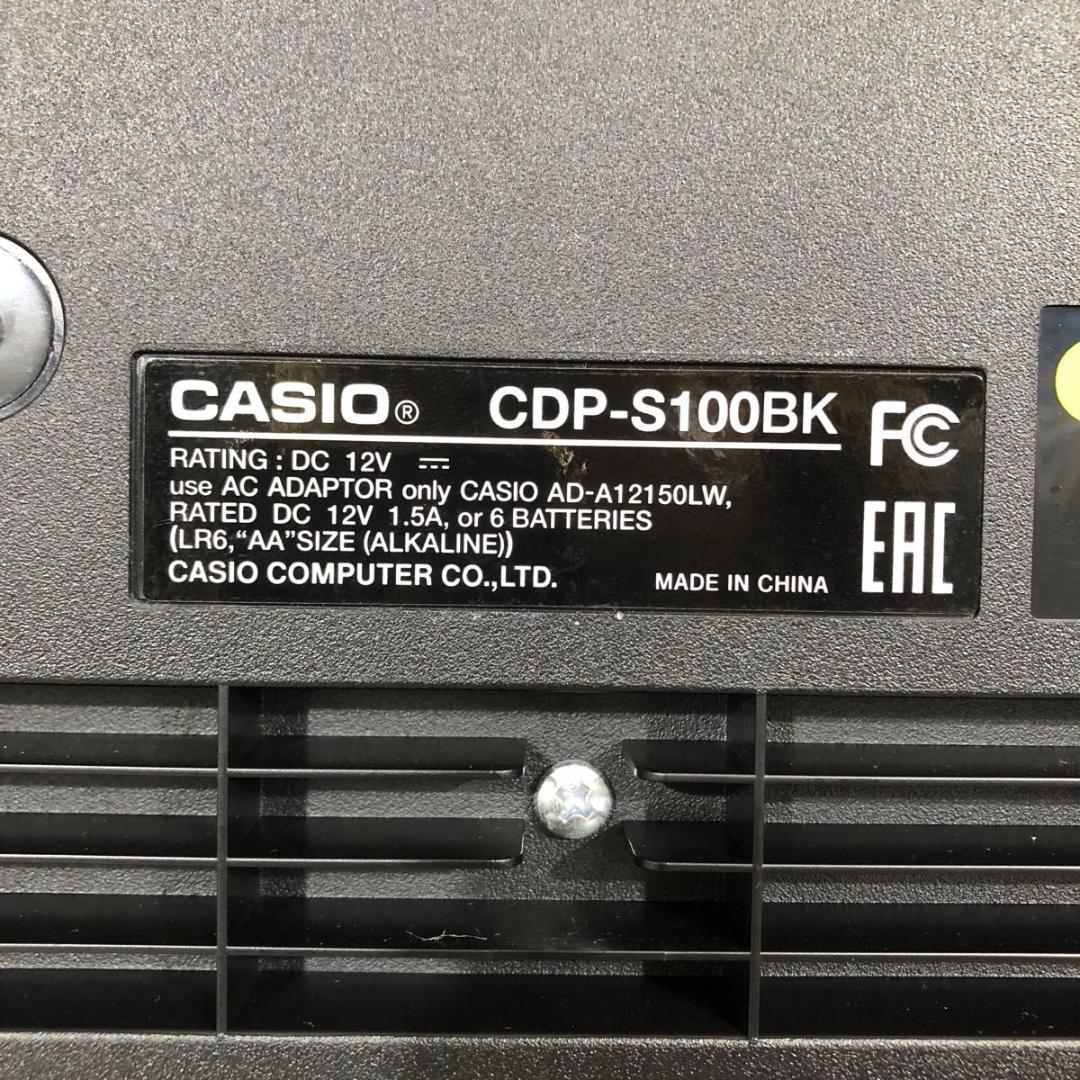 CASIO® CDP-S100BK
FC
RATING : DC 12V ⎓
use AC ADAPTOR only CASIO AD-A12150LW,
RATED DC 12V 1.5A, or 6 BATTERIES
(LR6,“AA”SIZE (ALKALINE))
CASIO COMPUTER CO.,LTD. MADE IN CHINA
EAC